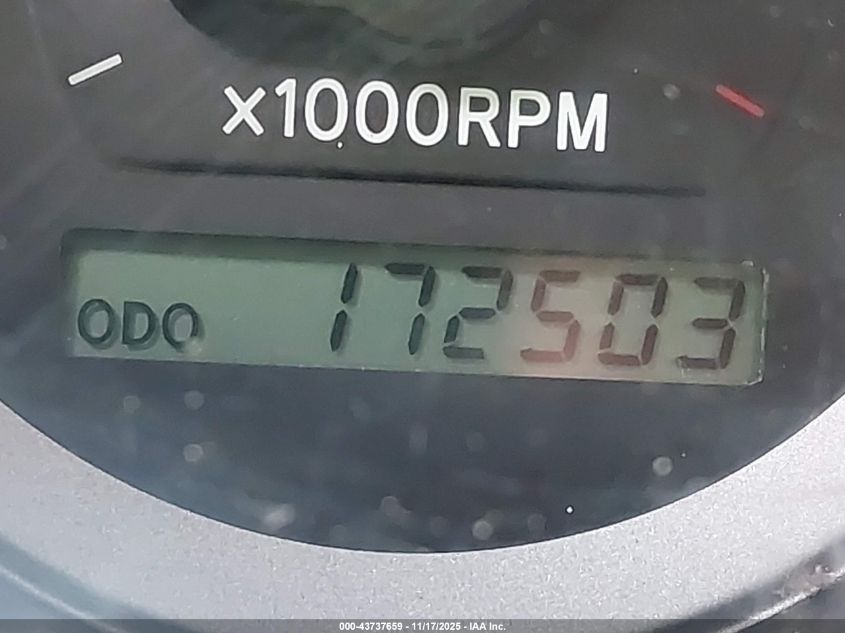 x1000RPM
ODO 172503
000-43737659 - 11/17/2025 - IAA Inc.